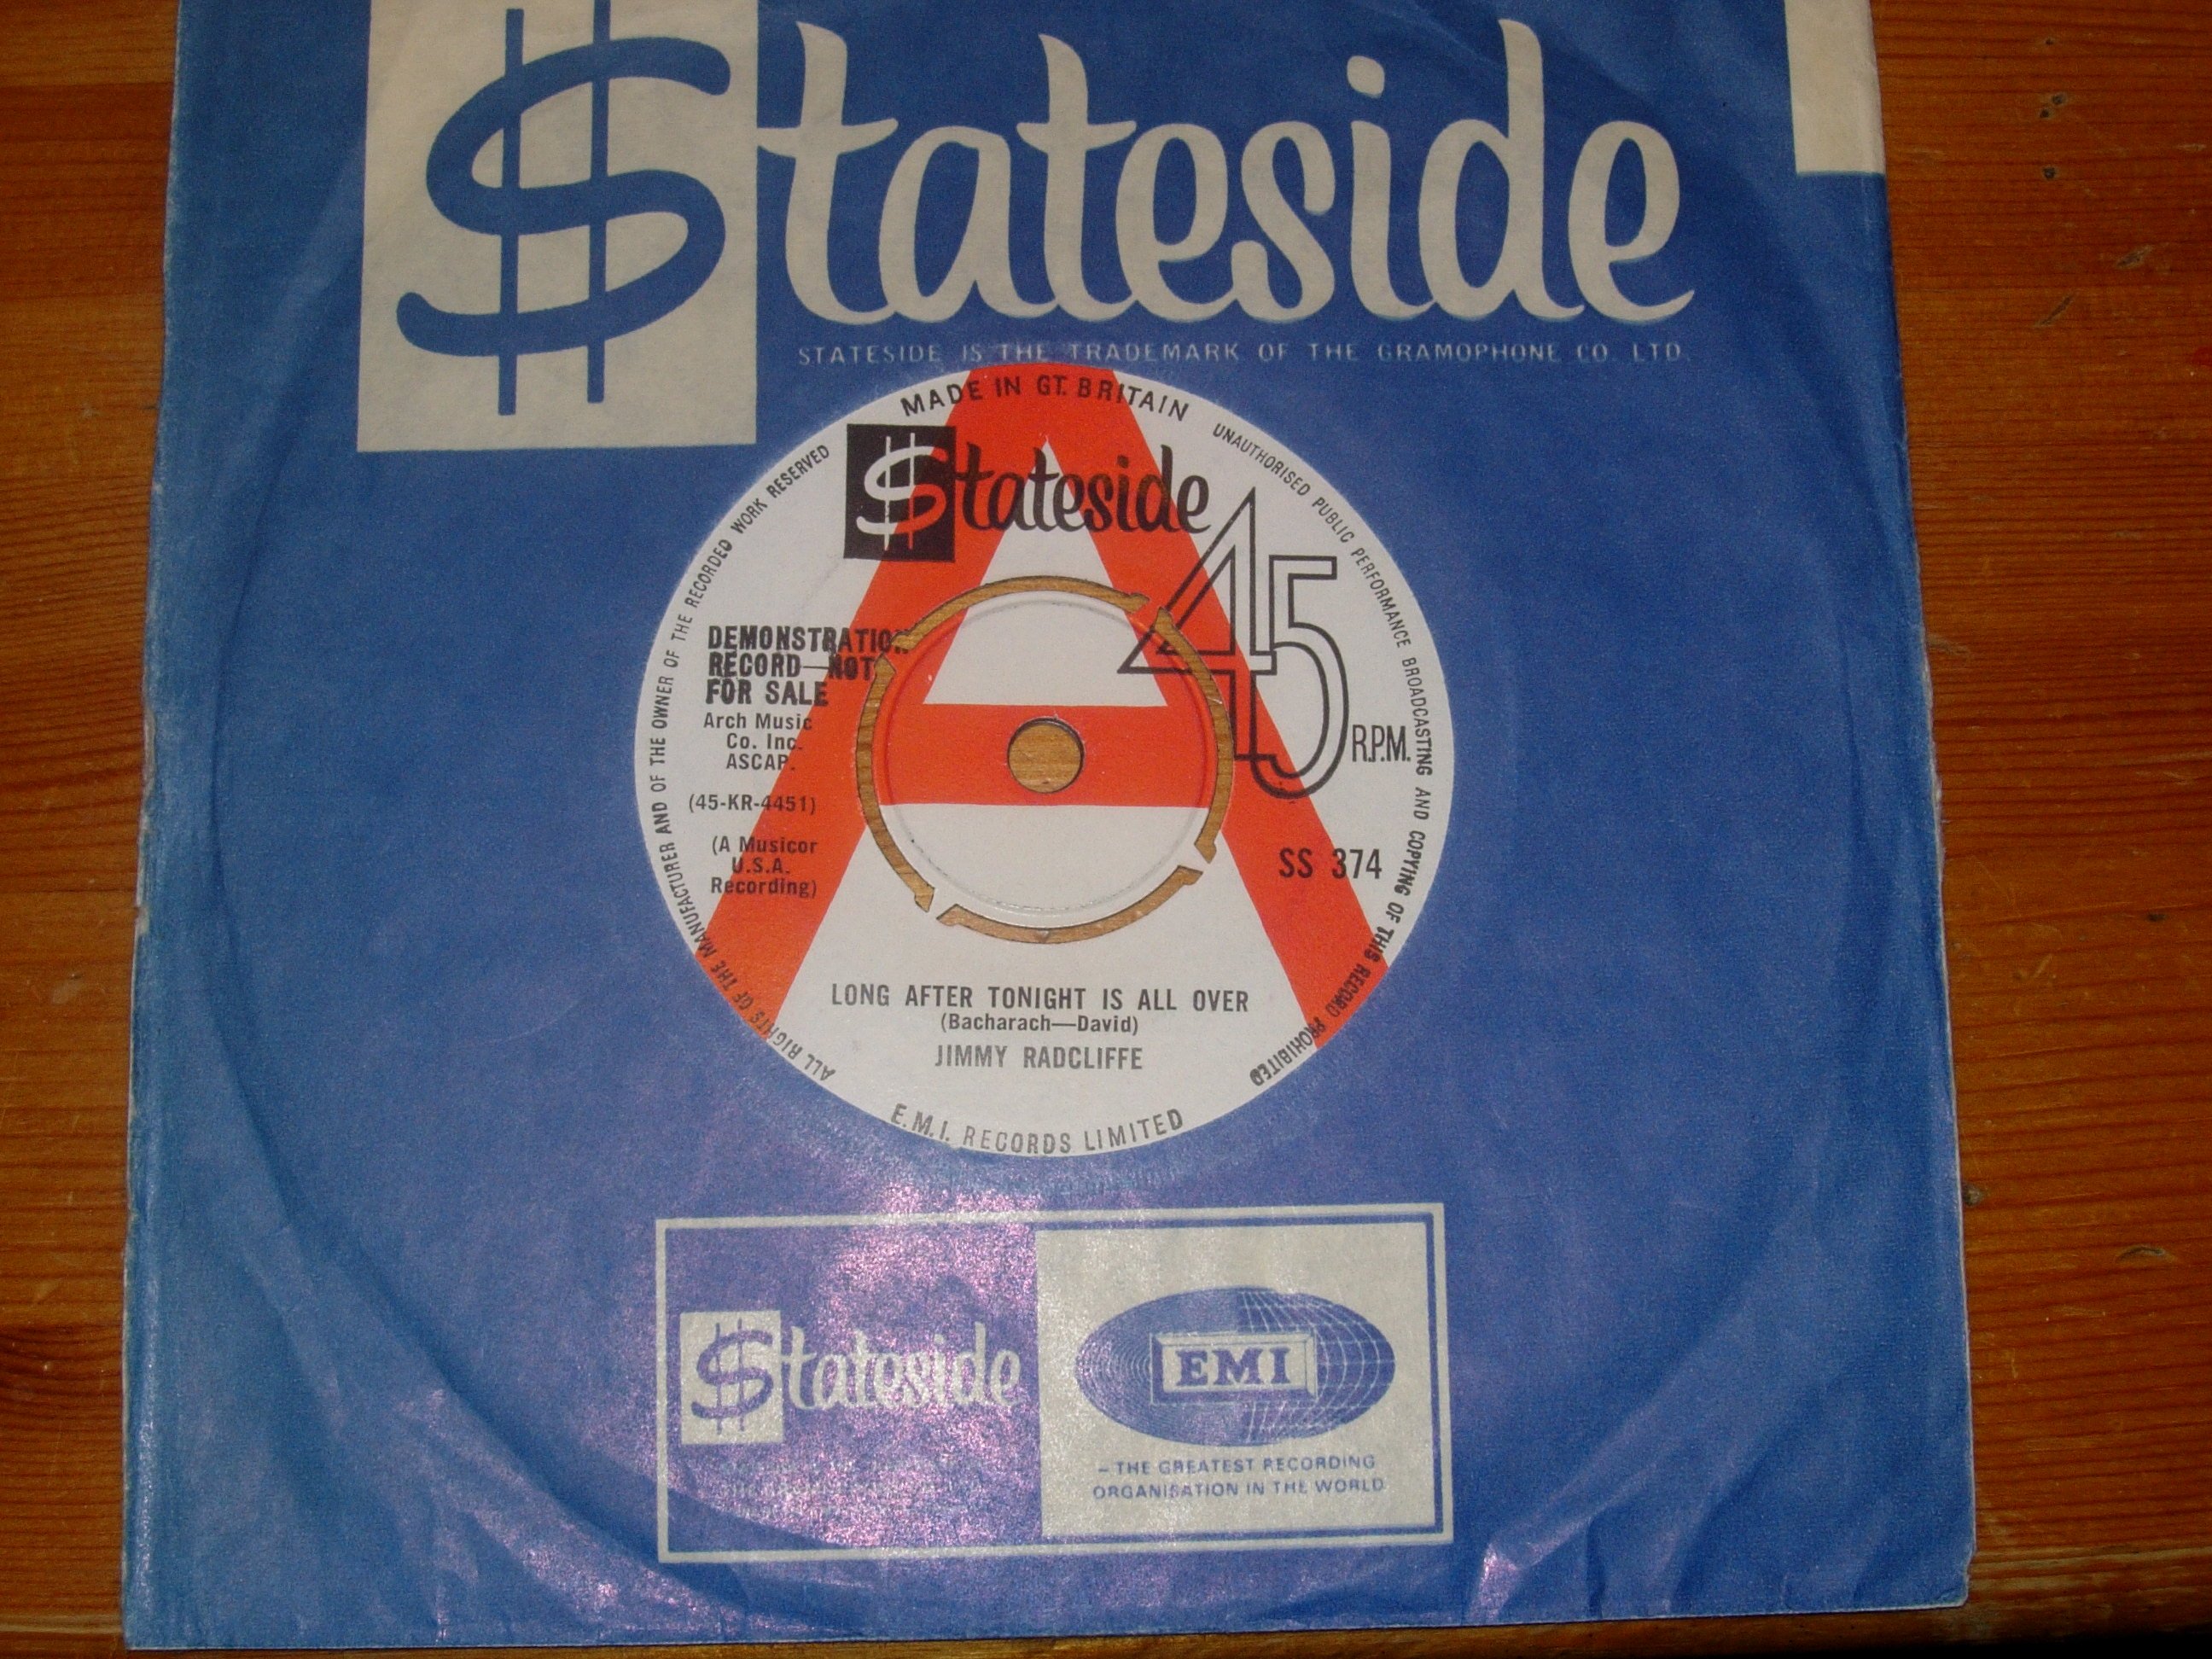 $tateside
STATESIDE IS THE TRADEMARK OF THE GRAMOPHONE CO. LTD.
MADE IN GT. BRITAIN
ALL RIGHTS OF THE MANUFACTURER AND OF THE OWNER OF THE RECORDED WORK RESERVED
UNAUTHORISED PUBLIC PERFORMANCE BROADCASTING AND COPYING OF THIS RECORD PROHIBITED
$tateside
45 R.P.M.
DEMONSTRATION
RECORD—NOT
FOR SALE
Arch Music
Co. Inc.
ASCAP.
(45-KR-4451)
(A Musicor
U.S.A.
Recording)
A
SS 374
LONG AFTER TONIGHT IS ALL OVER
(Bacharach—David)
JIMMY RADCLIFFE
E.M.I. RECORDS LIMITED
$tateside
EMI
– THE GREATEST RECORDING
ORGANISATION IN THE WORLD